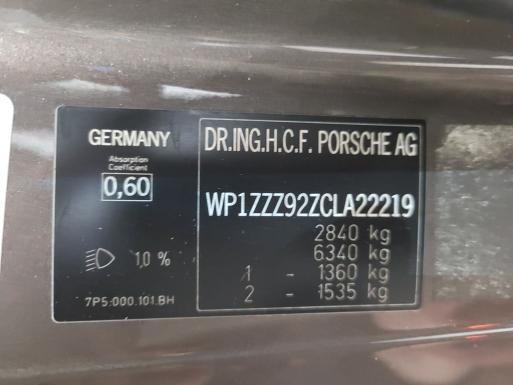 GERMANY
Absorption
Coefficient
0,60
1,0 %
7P5.000.101.BH
DR.ING.H.C.F. PORSCHE AG
WP1ZZZ92ZCLA22219
2840 kg
6340 kg
1 - 1360 kg
2 - 1535 kg